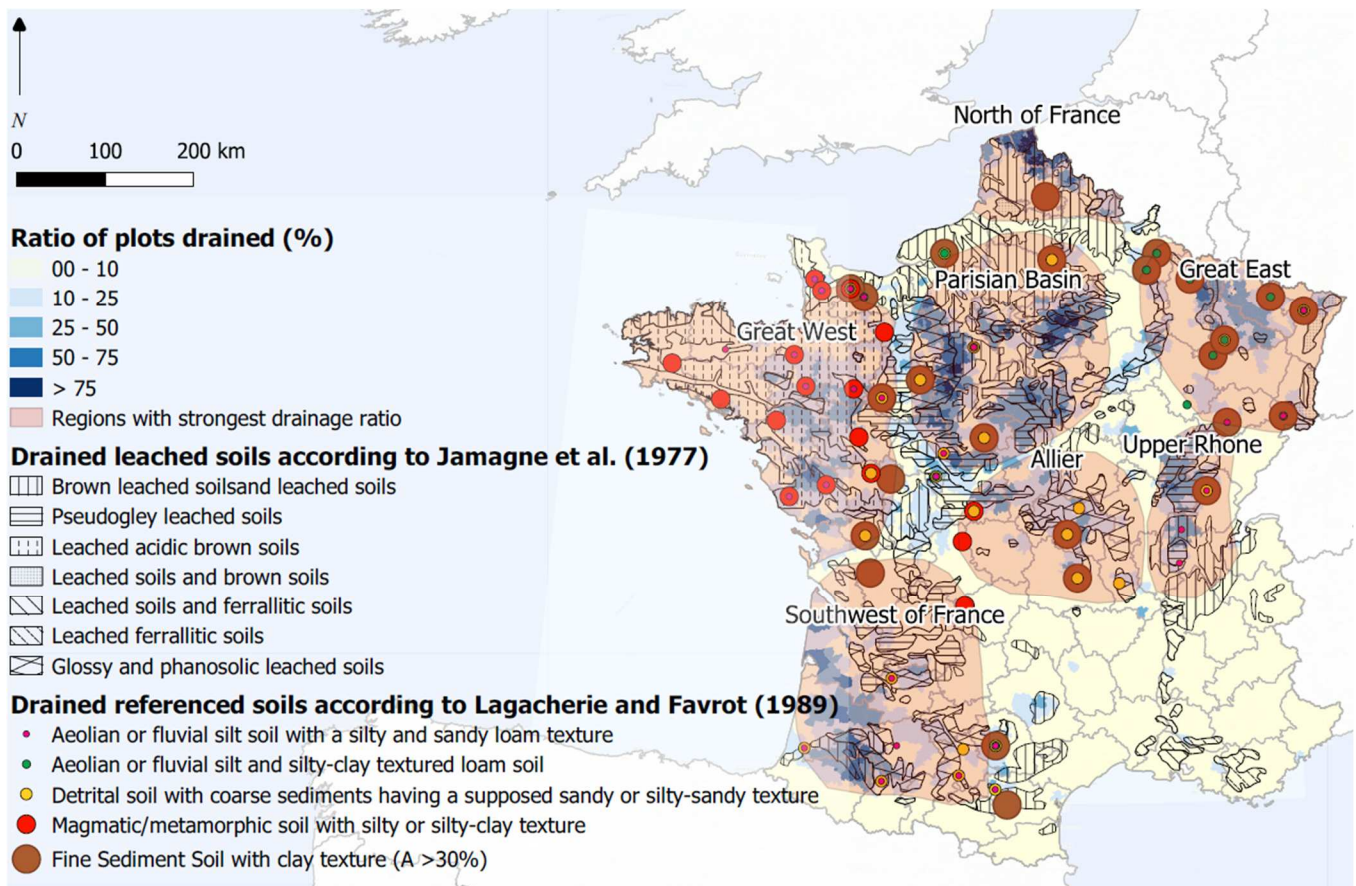 North of France
N
0 100 200 km
Ratio of plots drained (%)
00 - 10
10 - 25
25 - 50
50 - 75
> 75
Regions with strongest drainage ratio
Great East
Parisian Basin
Great West
Drained leached soils according to Jamagne et al. (1977)
Upper Rhone
Allier
Brown leached soilsand leached soils
Pseudogley leached soils
Leached acidic brown soils
Leached soils and brown soils
Leached soils and ferrallitic soils
Leached ferrallitic soils
Glossy and phanosolic leached soils
Southwest of France
Drained referenced soils according to Lagacherie and Favrot (1989)
Aeolian or fluvial silt soil with a silty and sandy loam texture
Aeolian or fluvial silt and silty-clay textured loam soil
Detrital soil with coarse sediments having a supposed sandy or silty-sandy texture
Magmatic/metamorphic soil with silty or silty-clay texture
Fine Sediment Soil with clay texture (A >30%)